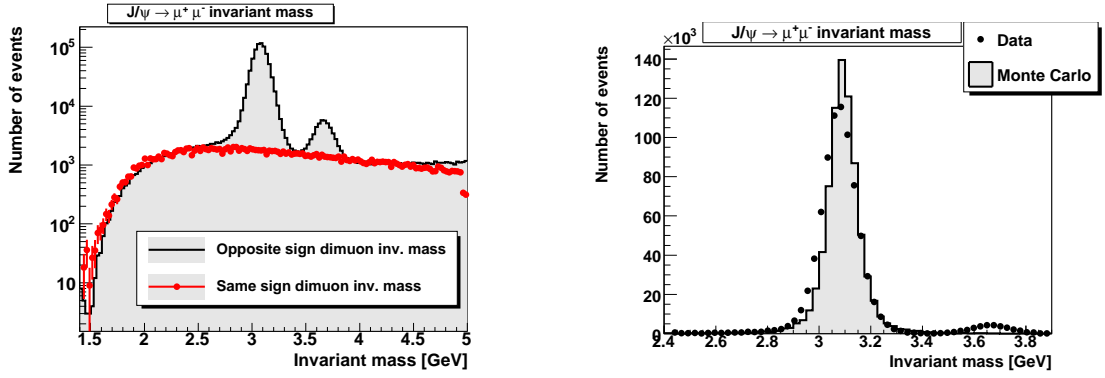 J/ψ → μ⁺ μ⁻ invariant mass
Number of events
10⁵
10⁴
10³
10²
10
Opposite sign dimuon inv. mass
Same sign dimuon inv. mass
1.5 2 2.5 3 3.5 4 4.5 5
Invariant mass [GeV]
J/ψ → μ⁺μ⁻ invariant mass
Data
Monte Carlo
×10³
Number of events
140
120
100
80
60
40
20
0
2.4 2.6 2.8 3.0 3.2 3.4 3.6 3.8
Invariant mass [GeV]